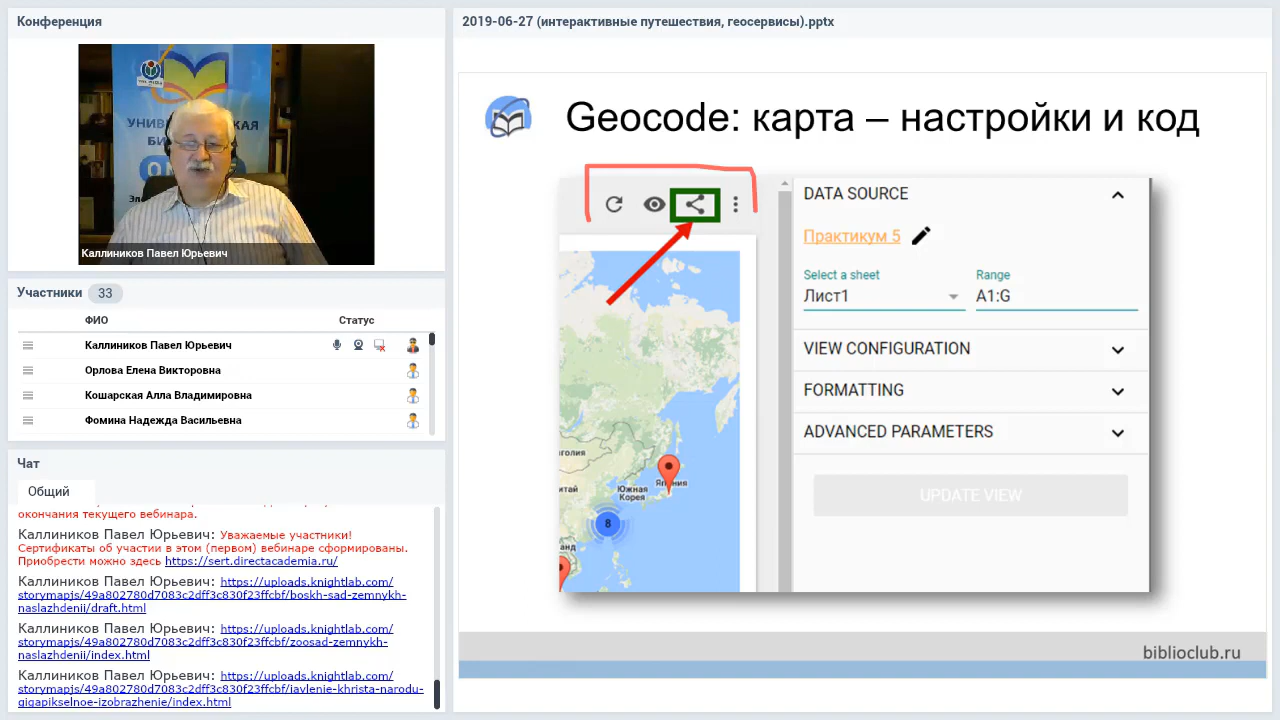 Конференция
УНИВ
СКАЯ
БИ
Каллиников Павел Юрьевич
Участники 33
ФИО Статус
Каллиников Павел Юрьевич
Орлова Елена Викторовна
Кошарская Алла Владимировна
Фомина Надежда Васильевна
Чат
Общий
окончания текущего вебинара.
Каллиников Павел Юрьевич: Уважаемые участники!
Сертификаты об участии в этом (первом) вебинаре сформированы.
Приобрести можно здесь https://sert.directacademia.ru/
Каллиников Павел Юрьевич: https://uploads.knightlab.com/
storymapjs/49a802780d7083c2dff3c830f23ffcbf/boskh-sad-zemnykh-
naslazhdenii/draft.html
Каллиников Павел Юрьевич: https://uploads.knightlab.com/
storymapjs/49a802780d7083c2dff3c830f23ffcbf/zoosad-zemnykh-
naslazhdenii/index.html
Каллиников Павел Юрьевич: https://uploads.knightlab.com/
storymapjs/49a802780d7083c2dff3c830f23ffcbf/iavlenie-khrista-narodu-
gigapikselnoe-izobrazhenie/index.html
2019-06-27 (интерактивные путешествия, геосервисы).pptx
Geocode: карта – настройки и код
голия
итай
Южная
Корея
Япония
8
анд
DATA SOURCE
Практикум 5
Select a sheet Range
Лист1 A1:G
VIEW CONFIGURATION
FORMATTING
ADVANCED PARAMETERS
UPDATE VIEW
biblioclub.ru